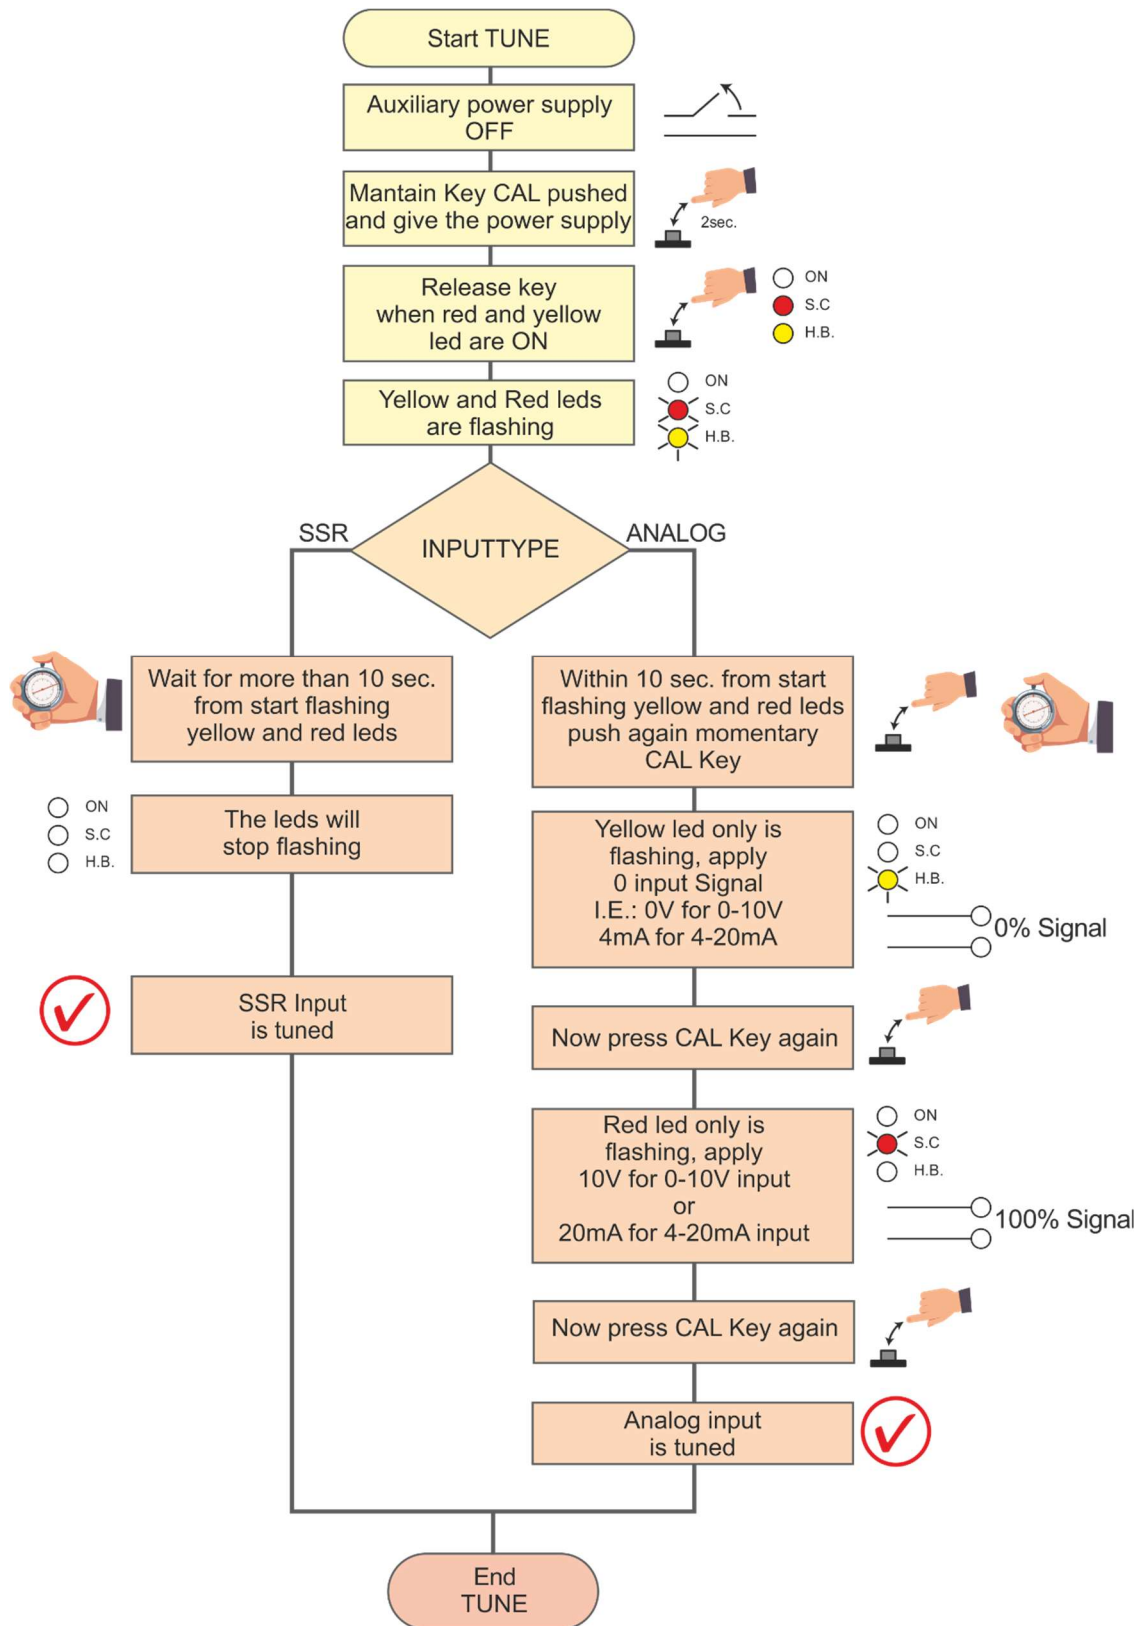 Start TUNE
Auxiliary power supply
OFF
Mantain Key CAL pushed
and give the power supply
2sec.
Release key
when red and yellow
led are ON
ON
S.C
H.B.
Yellow and Red leds
are flashing
ON
S.C
H.B.
SSR
INPUTTYPE
ANALOG
Wait for more than 10 sec.
from start flashing
yellow and red leds
ON
S.C
H.B.
The leds will
stop flashing
SSR Input
is tuned
Within 10 sec. from start
flashing yellow and red leds
push again momentary
CAL Key
Yellow led only is
flashing, apply
0 input Signal
I.E.: 0V for 0-10V
4mA for 4-20mA
ON
S.C
H.B.
0% Signal
Now press CAL Key again
Red led only is
flashing, apply
10V for 0-10V input
or
20mA for 4-20mA input
ON
S.C
H.B.
100% Signal
Now press CAL Key again
Analog input
is tuned
End
TUNE